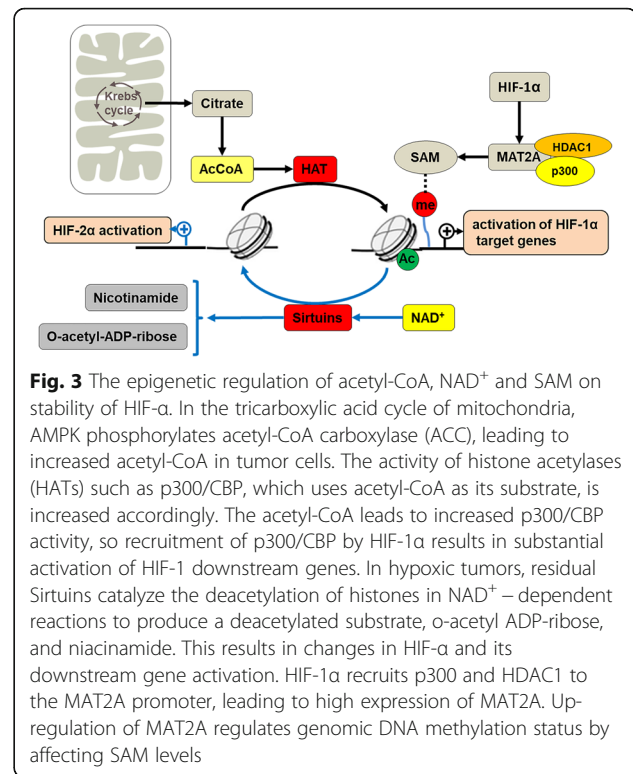 Krebs
cycle
Citrate
HIF-1α
AcCoA
HAT
SAM
MAT2A
HDAC1
p300
me
HIF-2α activation
+
+
activation of HIF-1α
target genes
Ac
Nicotinamide
O-acetyl-ADP-ribose
Sirtuins
NAD⁺
Fig. 3 The epigenetic regulation of acetyl-CoA, NAD⁺ and SAM on
stability of HIF-α. In the tricarboxylic acid cycle of mitochondria,
AMPK phosphorylates acetyl-CoA carboxylase (ACC), leading to
increased acetyl-CoA in tumor cells. The activity of histone acetylases
(HATs) such as p300/CBP, which uses acetyl-CoA as its substrate, is
increased accordingly. The acetyl-CoA leads to increased p300/CBP
activity, so recruitment of p300/CBP by HIF-1α results in substantial
activation of HIF-1 downstream genes. In hypoxic tumors, residual
Sirtuins catalyze the deacetylation of histones in NAD⁺ – dependent
reactions to produce a deacetylated substrate, o-acetyl ADP-ribose,
and niacinamide. This results in changes in HIF-α and its
downstream gene activation. HIF-1α recruits p300 and HDAC1 to
the MAT2A promoter, leading to high expression of MAT2A. Up-
regulation of MAT2A regulates genomic DNA methylation status by
affecting SAM levels